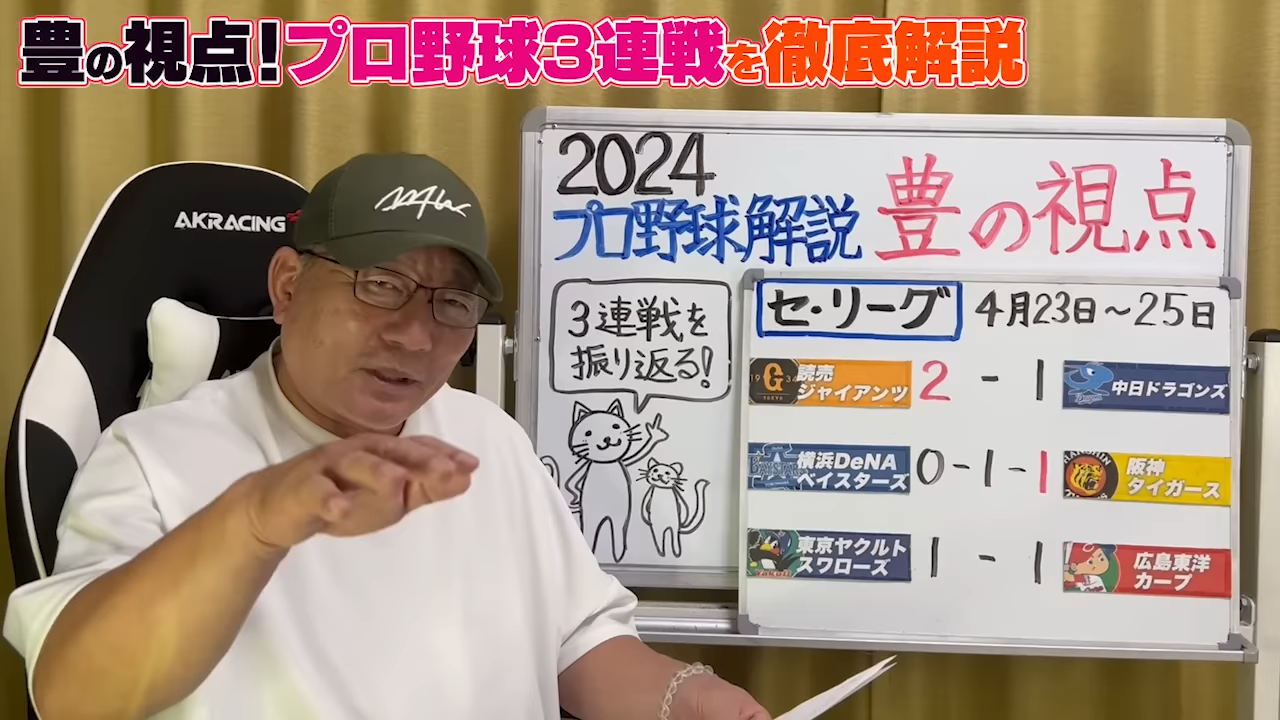 豊の視点!プロ野球3連戦を徹底解説
AKRACING
2024
プロ野球解説 豊の視点
3連戦を
振り返る!
セ・リーグ 4月23日~25日
読売
ジャイアンツ 2 - 1 中日ドラゴンズ
横浜DeNA
ベイスターズ 0-1-1 阪神
タイガース
東京ヤクルト
スワローズ 1 - 1 広島東洋
カープ